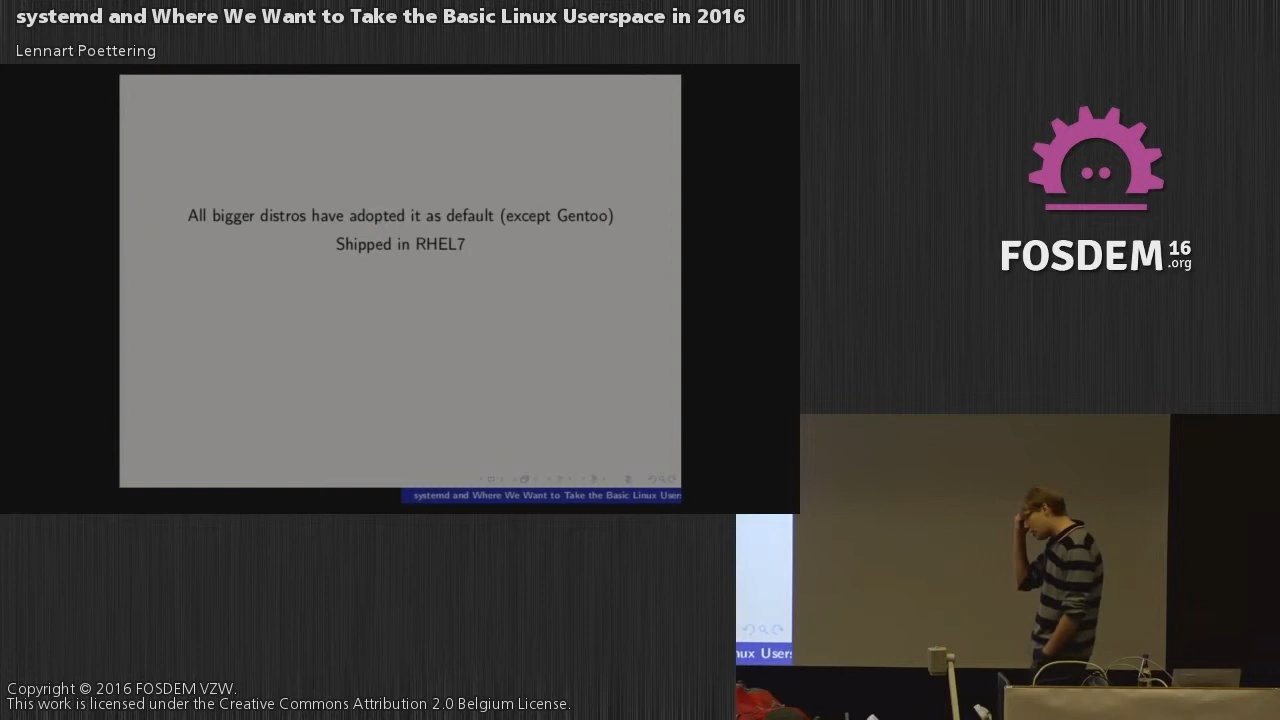 systemd and Where We Want to Take the Basic Linux Userspace in 2016
Lennart Poettering
All bigger distros have adopted it as default (except Gentoo)
Shipped in RHEL7
systemd and Where We Want to Take the Basic Linux User
FOSDEM 16
.org
nux Users
Copyright © 2016 FOSDEM VZW.
This work is licensed under the Creative Commons Attribution 2.0 Belgium License.